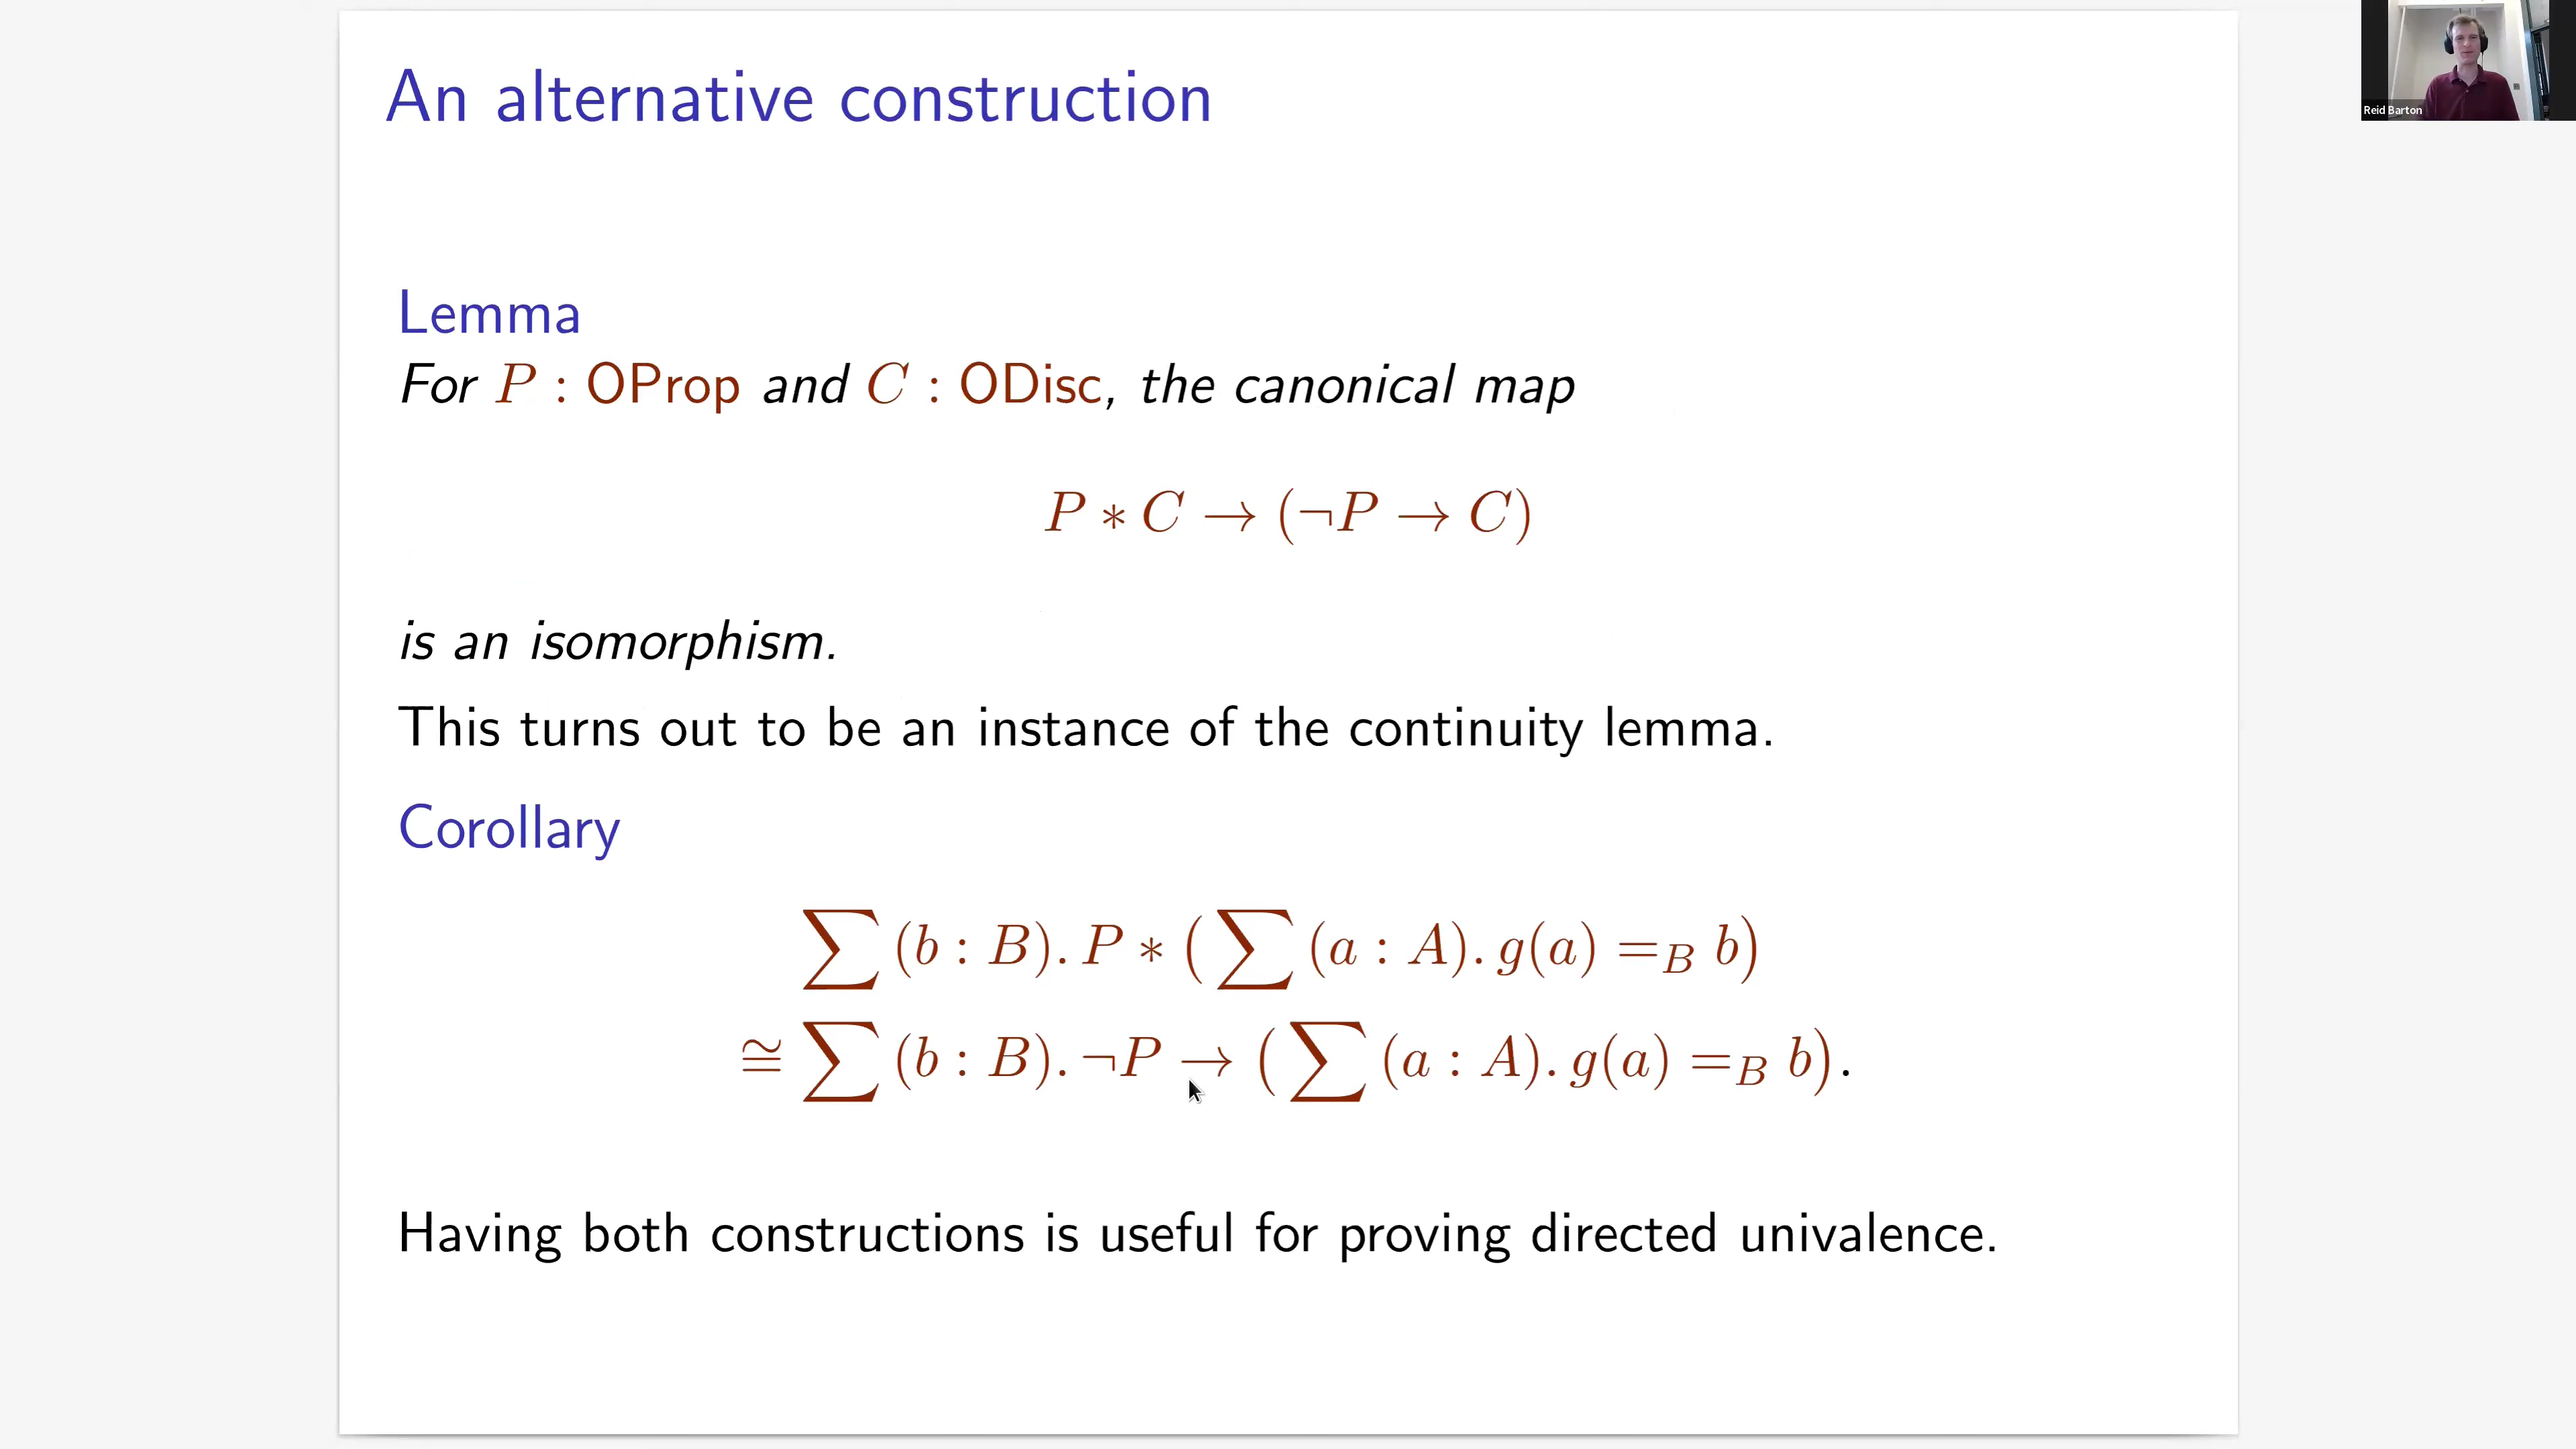 An alternative construction
Reid Barton
Lemma
For P : OProp and C : ODisc, the canonical map
P ∗ C → (¬P → C)
is an isomorphism.
This turns out to be an instance of the continuity lemma.
Corollary
∑ (b : B). P ∗ (∑ (a : A). g(a) =_B b)
≅ ∑ (b : B). ¬P → (∑ (a : A). g(a) =_B b).
Having both constructions is useful for proving directed univalence.